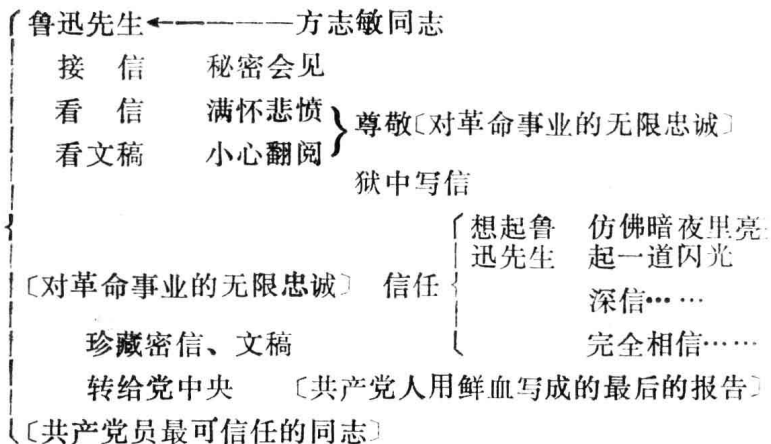 鲁迅先生←————方志敏同志
接 信 秘密会见
看 信 满怀悲愤
看文稿 小心翻阅
尊敬〔对革命事业的无限忠诚〕
狱中写信
想起鲁迅先生 仿佛暗夜里亮起一道闪光
〔对革命事业的无限忠诚〕 信任
深信……
珍藏密信、文稿 完全相信……
转给党中央 〔共产党人用鲜血写成的最后的报告〕
〔共产党员最可信任的同志〕